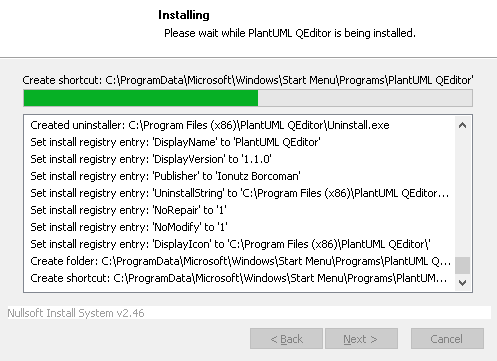 Installing
Please wait while PlantUML QEditor is being installed.
Create shortcut: C:\ProgramData\Microsoft\Windows\Start Menu\Programs\PlantUML QEditor'
Created uninstaller: C:\Program Files (x86)\PlantUML QEditor\Uninstall.exe
Set install registry entry: 'DisplayName' to 'PlantUML QEditor'
Set install registry entry: 'DisplayVersion' to '1.1.0'
Set install registry entry: 'Publisher' to 'Ionutz Borcoman'
Set install registry entry: 'UninstallString' to 'C:\Program Files (x86)\PlantUML QEditor...
Set install registry entry: 'NoRepair' to '1'
Set install registry entry: 'NoModify' to '1'
Set install registry entry: 'DisplayIcon' to 'C:\Program Files (x86)\PlantUML QEditor\'
Create folder: C:\ProgramData\Microsoft\Windows\Start Menu\Programs\PlantUML Q...
Create shortcut: C:\ProgramData\Microsoft\Windows\Start Menu\Programs\PlantUM...
Nullsoft Install System v2.46
< Back Next > Cancel